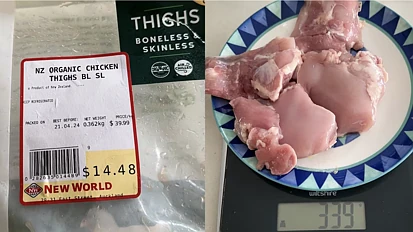 THIGHS
BONELESS &
SKINLESS
NZ ORGANIC CHICKEN
THIGHS BL SL
Product of New Zealand
KEEP REFRIGERATED
PACKED ON
BEST BEFORE:
NET WEIGHT
PRICE/kg
21.04.24
0.362kg
$39.99
$14.48
NEW WORLD
wiltshire
339